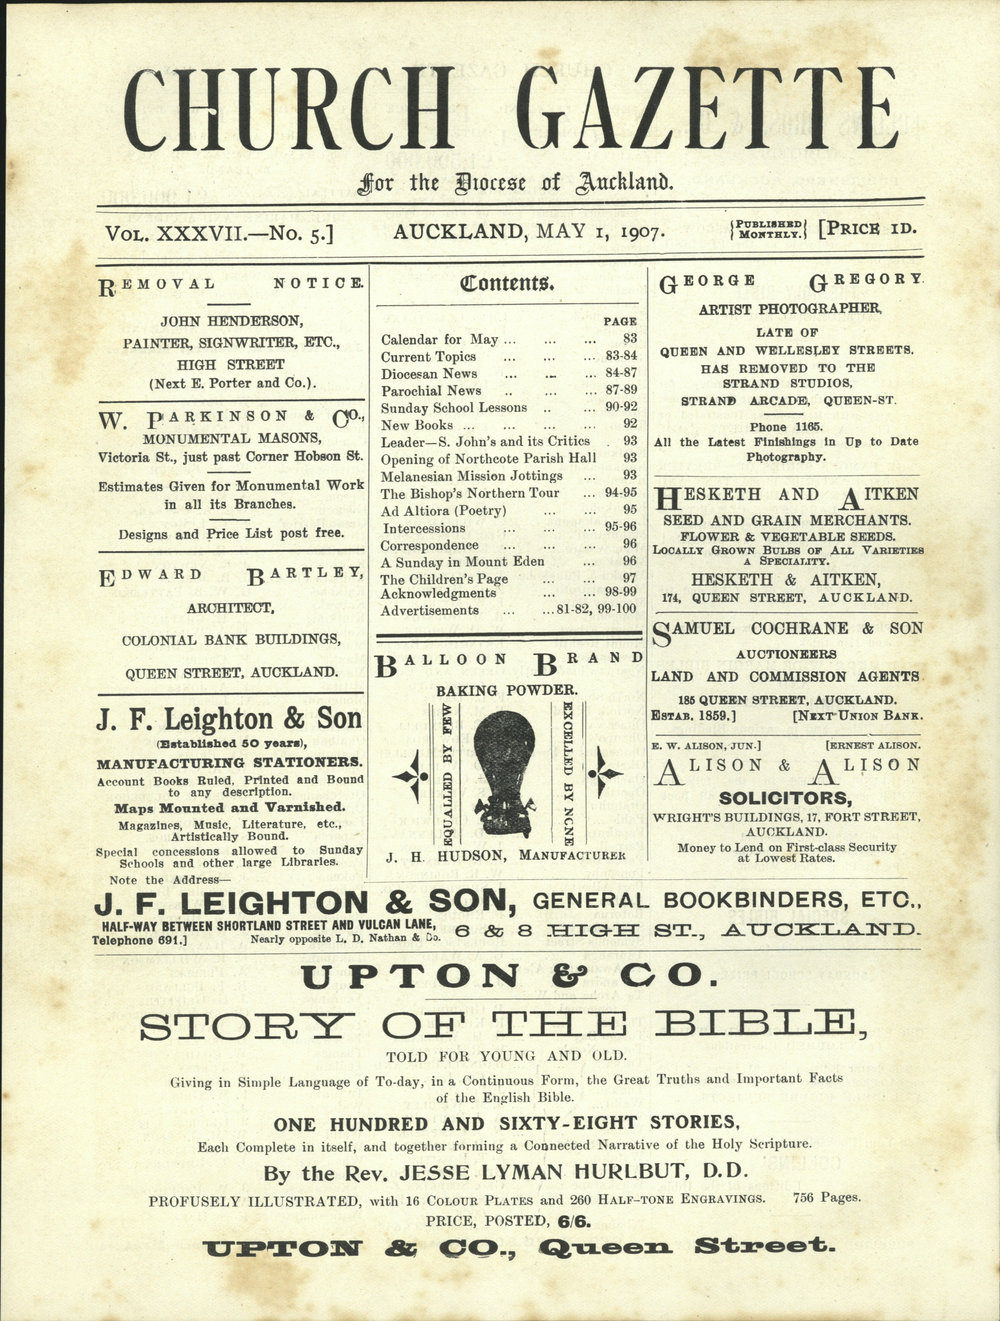 CHURCH GAZETTE
For the Diocese of Auckland.
VOL. XXXVII.—No. 5.] AUCKLAND, MAY 1, 1907. {PUBLISHED MONTHLY.} [PRICE 1D.
REMOVAL NOTICE.
JOHN HENDERSON,
PAINTER, SIGNWRITER, ETC.,
HIGH STREET
(Next E. Porter and Co.).
W. PARKINSON & CO.,
MONUMENTAL MASONS,
Victoria St., just past Corner Hobson St.
Estimates Given for Monumental Work
in all its Branches.
Designs and Price List post free.
EDWARD BARTLEY,
ARCHITECT,
COLONIAL BANK BUILDINGS,
QUEEN STREET, AUCKLAND.
J. F. Leighton & Son
(Established 50 years),
MANUFACTURING STATIONERS.
Account Books Ruled, Printed and Bound
to any description.
Maps Mounted and Varnished.
Magazines, Music, Literature, etc.,
Artistically Bound.
Special concessions allowed to Sunday
Schools and other large Libraries.
Note the Address—
Contents.
PAGE
Calendar for May ... ... ... 83
Current Topics ... ... ... 83-84
Diocesan News ... ... ... 84-87
Parochial News .. ... ... 87-89
Sunday School Lessons .. ... 90-92
New Books ... ... ... ... 92
Leader—S. John's and its Critics . 93
Opening of Northcote Parish Hall 93
Melanesian Mission Jottings ... 93
The Bishop's Northern Tour ... 94-95
Ad Altiora (Poetry) ... ... 95
Intercessions ... ... ... 95-96
Correspondence ... ... ... 96
A Sunday in Mount Eden ... 96
The Children's Page ... ... 97
Acknowledgments ... ... 98-99
Advertisements ... ... 81-82, 99-100
BALLOON BRAND
BAKING POWDER.
EQUALLED BY FEW
EXCELLED BY NONE
J. H. HUDSON, MANUFACTURER
GEORGE GREGORY.
ARTIST PHOTOGRAPHER,
LATE OF
QUEEN AND WELLESLEY STREETS.
HAS REMOVED TO THE
STRAND STUDIOS,
STRAND ARCADE, QUEEN-ST.
Phone 1165.
All the Latest Finishings in Up to Date
Photography.
HESKETH AND AITKEN
SEED AND GRAIN MERCHANTS.
FLOWER & VEGETABLE SEEDS.
LOCALLY GROWN BULBS OF ALL VARIETIES
A SPECIALITY.
HESKETH & AITKEN,
174, QUEEN STREET, AUCKLAND.
SAMUEL COCHRANE & SON
AUCTIONEERS
LAND AND COMMISSION AGENTS.
185 QUEEN STREET, AUCKLAND.
ESTAB. 1859.] [NEXT UNION BANK.
E. W. ALISON, JUN.] [ERNEST ALISON.
ALISON & ALISON
SOLICITORS,
WRIGHT'S BUILDINGS, 17, FORT STREET,
AUCKLAND.
Money to Lend on First-class Security
at Lowest Rates.
J. F. LEIGHTON & SON, GENERAL BOOKBINDERS, ETC.,
HALF-WAY BETWEEN SHORTLAND STREET AND VULCAN LANE,
Telephone 691.] Nearly opposite L. D. Nathan & Co. 6 & 8 HIGH ST., AUCKLAND.
UPTON & CO.
STORY OF THE BIBLE,
TOLD FOR YOUNG AND OLD.
Giving in Simple Language of To-day, in a Continuous Form, the Great Truths and Important Facts
of the English Bible.
ONE HUNDRED AND SIXTY-EIGHT STORIES,
Each Complete in itself, and together forming a Connected Narrative of the Holy Scripture.
By the Rev. JESSE LYMAN HURLBUT, D.D.
PROFUSELY ILLUSTRATED, with 16 COLOUR PLATES and 260 HALF-TONE ENGRAVINGS. 756 Pages.
PRICE, POSTED, 6/6.
UPTON & CO., Queen Street.